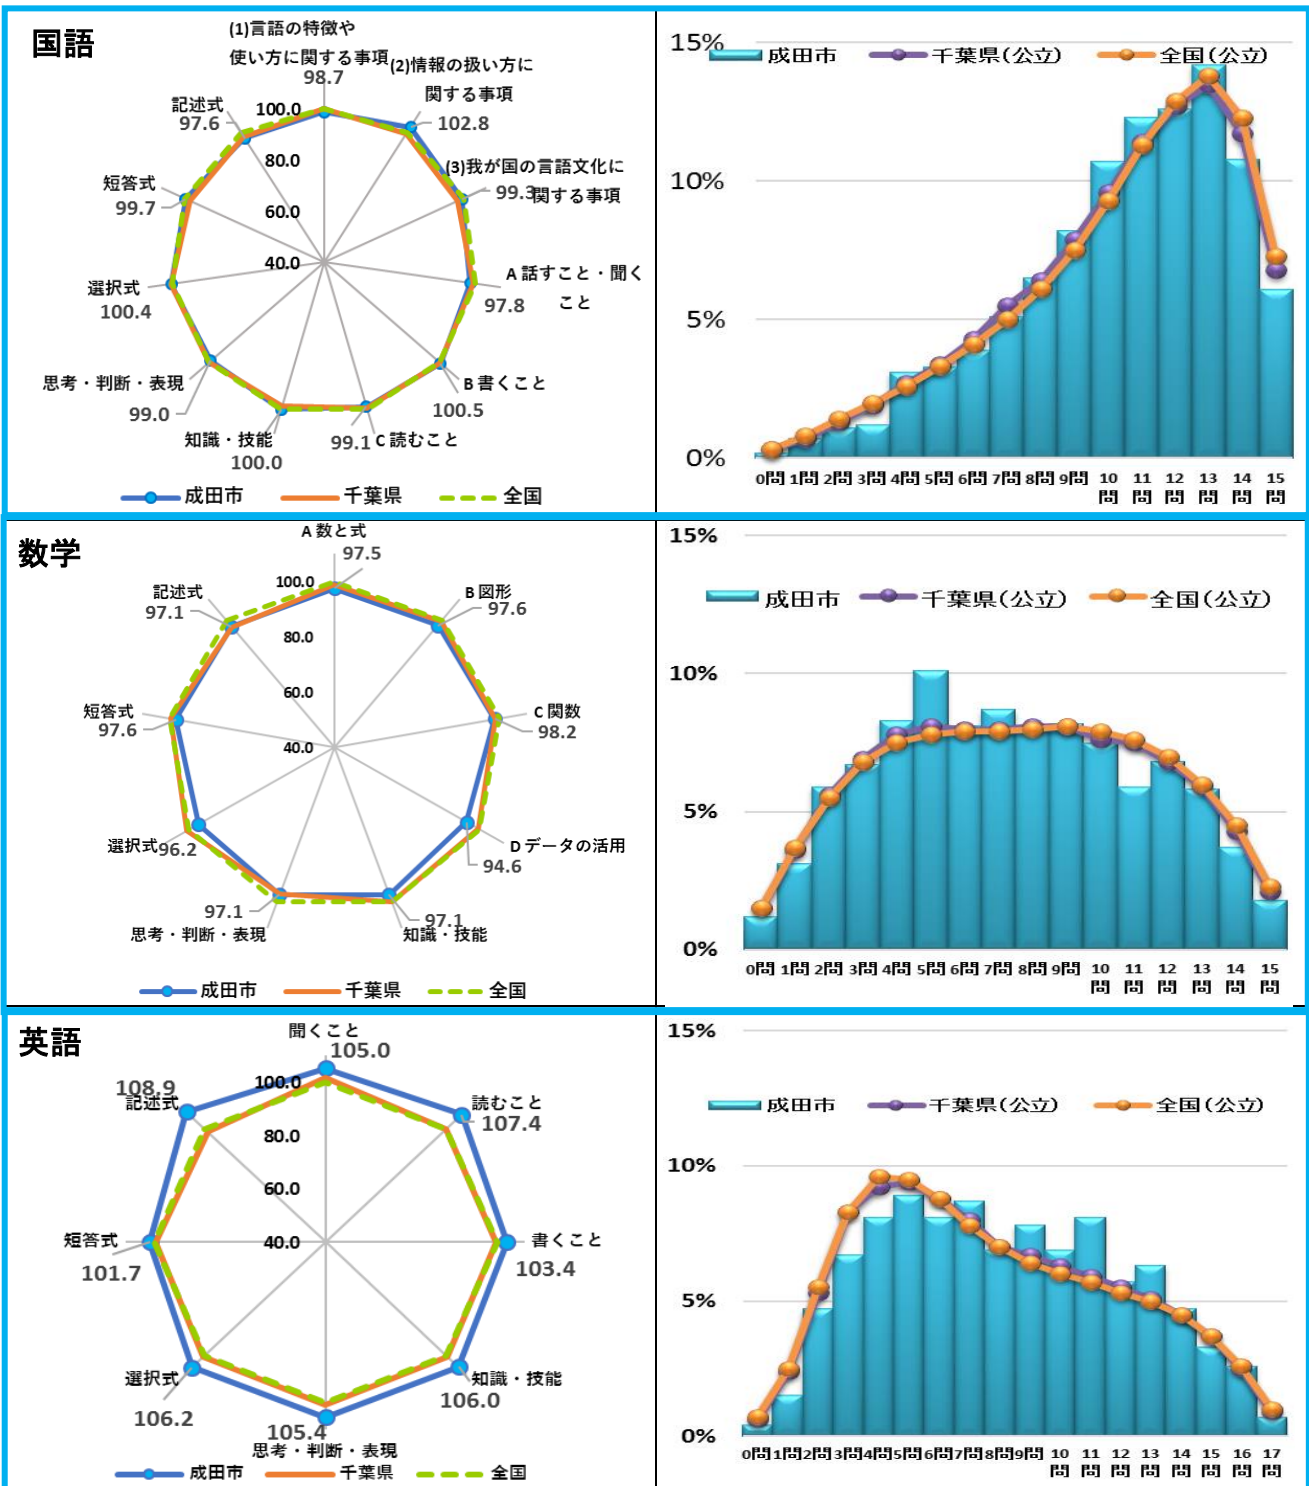 国語
(1)言語の特徴や
使い方に関する事項
98.7
(2)情報の扱い方に
関する事項
102.8
(3)我が国の言語文化に
関する事項
99.3
A 話すこと・聞く
こと
97.8
B 書くこと
100.5
C 読むこと
99.1
知識・技能
100.0
思考・判断・表現
99.0
選択式
100.4
短答式
99.7
記述式
97.6
100.0
80.0
60.0
40.0
成田市 千葉県 全国
成田市 千葉県(公立) 全国(公立)
15%
10%
5%
0%
0問 1問 2問 3問 4問 5問 6問 7問 8問 9問 10問 11問 12問 13問 14問 15問
数学
A 数と式
97.5
B 図形
97.6
C 関数
98.2
D データの活用
94.6
知識・技能
97.1
思考・判断・表現
97.1
選択式
96.2
短答式
97.6
記述式
97.1
100.0
80.0
60.0
40.0
成田市 千葉県 全国
成田市 千葉県(公立) 全国(公立)
15%
10%
5%
0%
0問 1問 2問 3問 4問 5問 6問 7問 8問 9問 10問 11問 12問 13問 14問 15問
英語
聞くこと
105.0
読むこと
107.4
書くこと
103.4
知識・技能
106.0
105.4
思考・判断・表現
選択式
106.2
短答式
101.7
108.9
記述式
100.0
80.0
60.0
40.0
成田市 千葉県 全国
成田市 千葉県(公立) 全国(公立)
15%
10%
5%
0%
0問 1問 2問 3問 4問 5問 6問 7問 8問 9問 10問 11問 12問 13問 14問 15問 16問 17問